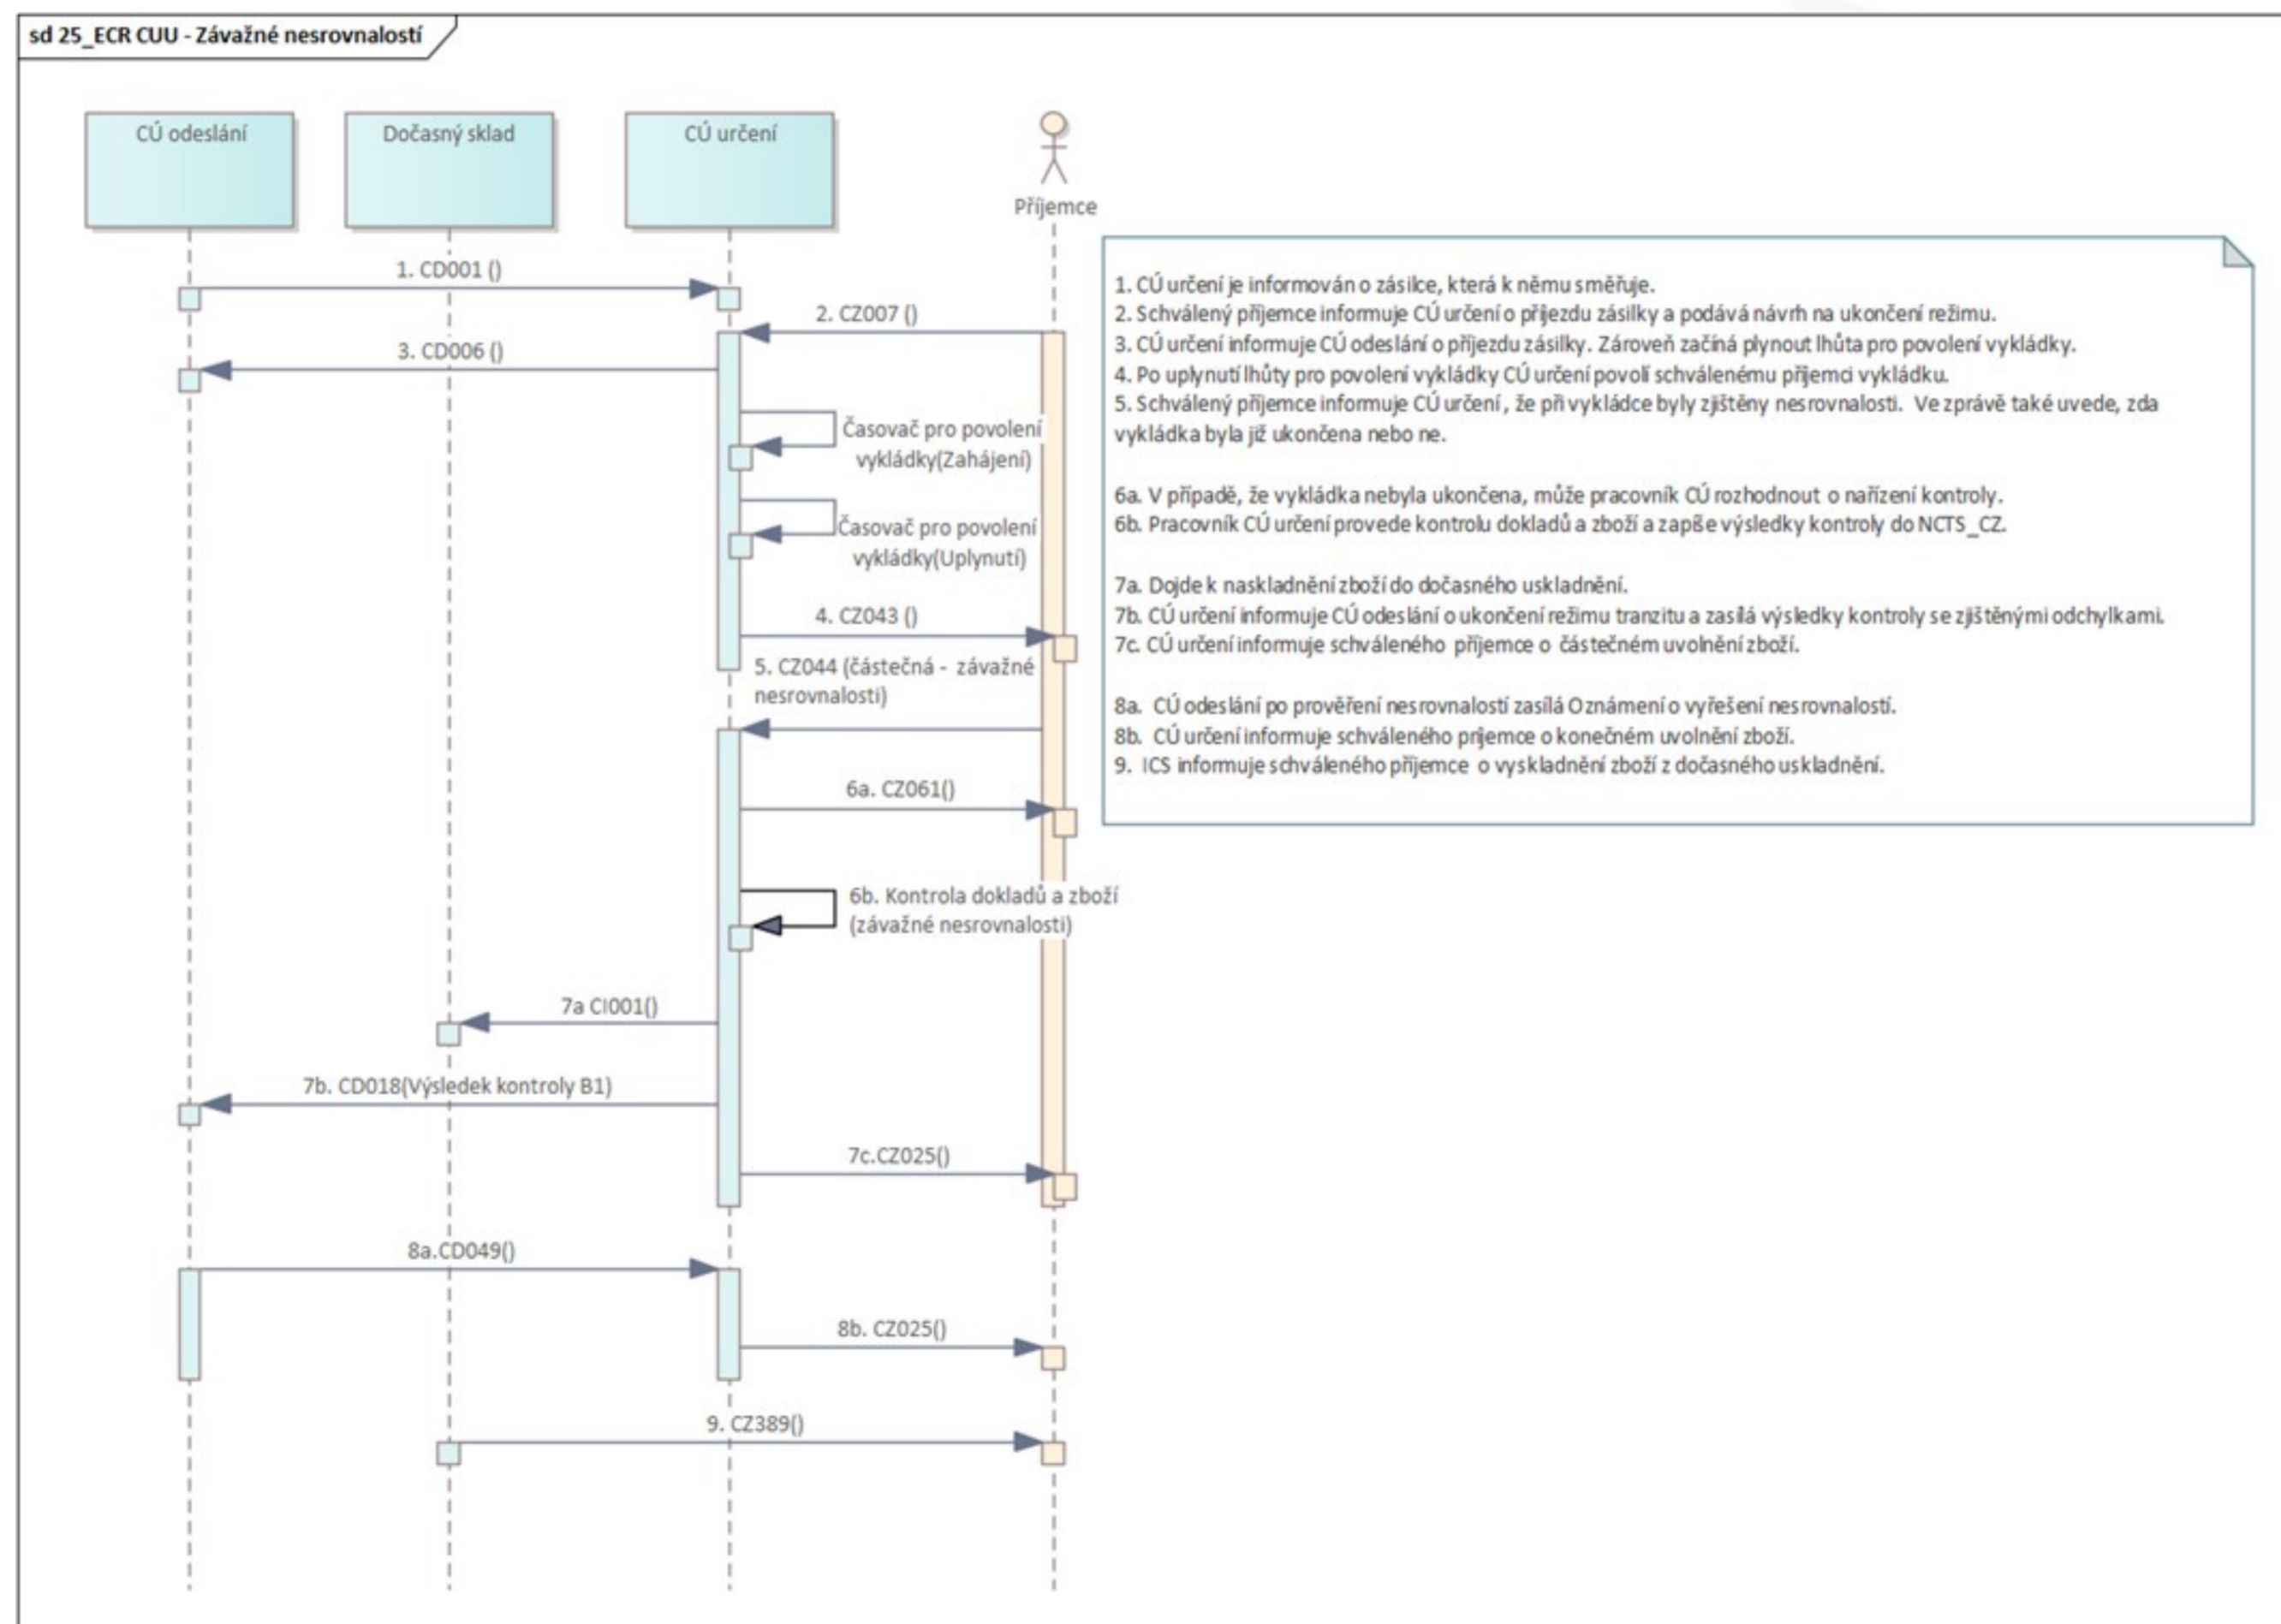 sd 25_ECR CUU - Závažné nesrovnalostí
CÚ odeslání
Dočasný sklad
CÚ určení
Příjemce
1. CD001 ()
2. CZ007 ()
3. CD006 ()
Časovač pro povolení
vykládky(Zahájení)
Časovač pro povolení
vykládky(Uplynutí)
4. CZ043 ()
5. CZ044 (částečná - závažné
nesrovnalosti)
6a. CZ061()
6b. Kontrola dokladů a zboží
(závažné nesrovnalosti)
7a CI001()
7b. CD018(Výsledek kontroly B1)
7c.CZ025()
8a.CD049()
8b. CZ025()
9. CZ389()
1. CÚ určení je informován o zásilce, která k němu směřuje.
2. Schválený příjemce informuje CÚ určení o příjezdu zásilky a podává návrh na ukončení režimu.
3. CÚ určení informuje CÚ odeslání o příjezdu zásilky. Zároveň začíná plynout lhůta pro povolení vykládky.
4. Po uplynutí lhůty pro povolení vykládky CÚ určení povolí schválenému příjemci vykládku.
5. Schválený příjemce informuje CÚ určení, že při vykládce byly zjištěny nesrovnalosti. Ve zprávě také uvede, zda
vykládka byla již ukončena nebo ne.
6a. V případě, že vykládka nebyla ukončena, může pracovník CÚ rozhodnout o nařízení kontroly.
6b. Pracovník CÚ určení provede kontrolu dokladů a zboží a zapíše výsledky kontroly do NCTS_CZ.
7a. Dojde k naskladnění zboží do dočasného uskladnění.
7b. CÚ určení informuje CÚ odeslání o ukončení režimu tranzitu a zasílá výsledky kontroly se zjištěnými odchylkami.
7c. CÚ určení informuje schváleného příjemce o částečném uvolnění zboží.
8a. CÚ odeslání po prověření nesrovnalostí zasílá Oznámení o vyřešení nesrovnalostí.
8b. CÚ určení informuje schváleného príjemce o konečném uvolnění zboží.
9. ICS informuje schváleného příjemce o vyskladnění zboží z dočasného uskladnění.